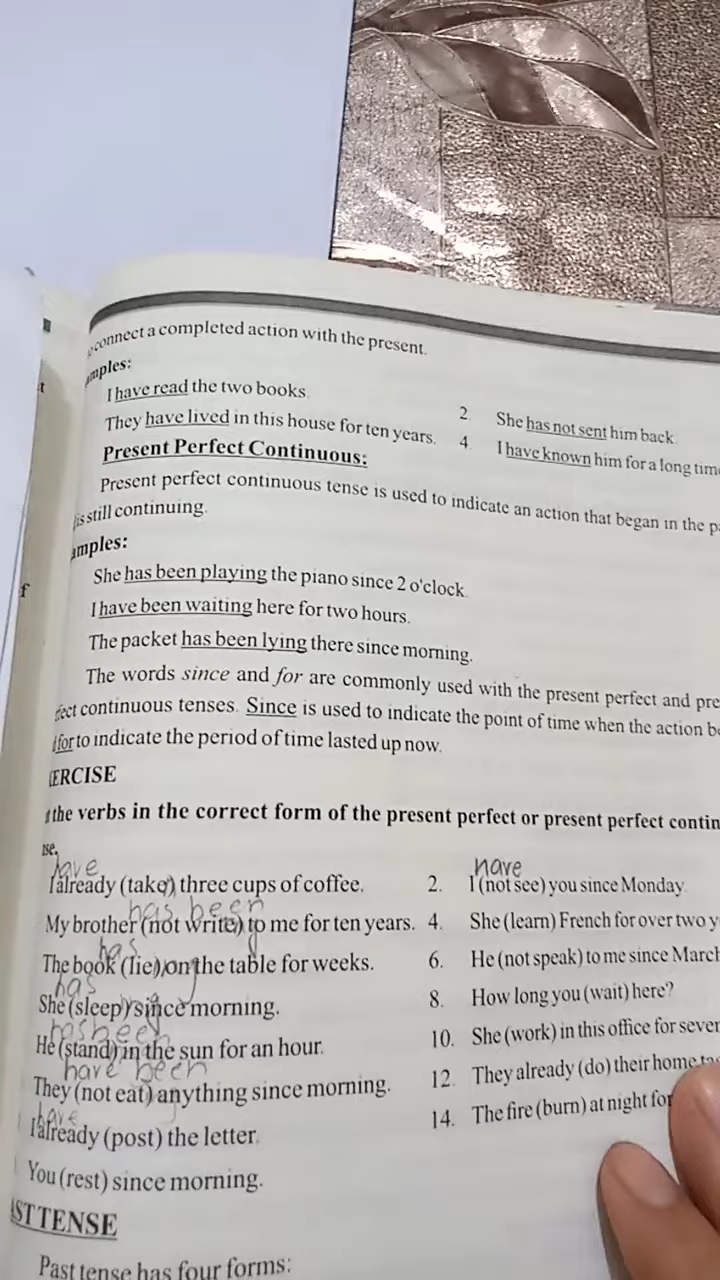 connect a completed action with the present.
amples:
I have read the two books.
2. She has not sent him back.
They have lived in this house for ten years.
4. I have known him for a long time
Present Perfect Continuous:
Present perfect continuous tense is used to indicate an action that began in the pa
is still continuing.
amples:
She has been playing the piano since 2 o'clock.
I have been waiting here for two hours.
The packet has been lying there since morning.
The words since and for are commonly used with the present perfect and pre
fect continuous tenses. Since is used to indicate the point of time when the action be
for to indicate the period of time lasted up now.
ERCISE
the verbs in the correct form of the present perfect or present perfect contin
nse.
have
I already (take) three cups of coffee.
have
2. I (not see) you since Monday.
has been
My brother (not write) to me for ten years.
4. She (learn) French for over two y
has
The book (lie) on the table for weeks.
6. He (not speak) to me since March
has
She (sleep) since morning.
8. How long you (wait) here?
has been
He (stand) in the sun for an hour.
10. She (work) in this office for sever
have been
They (not eat) anything since morning.
12. They already (do) their home
have
I already (post) the letter.
14. The fire (burn) at night for
You (rest) since morning.
AST TENSE
Past tense has four forms: